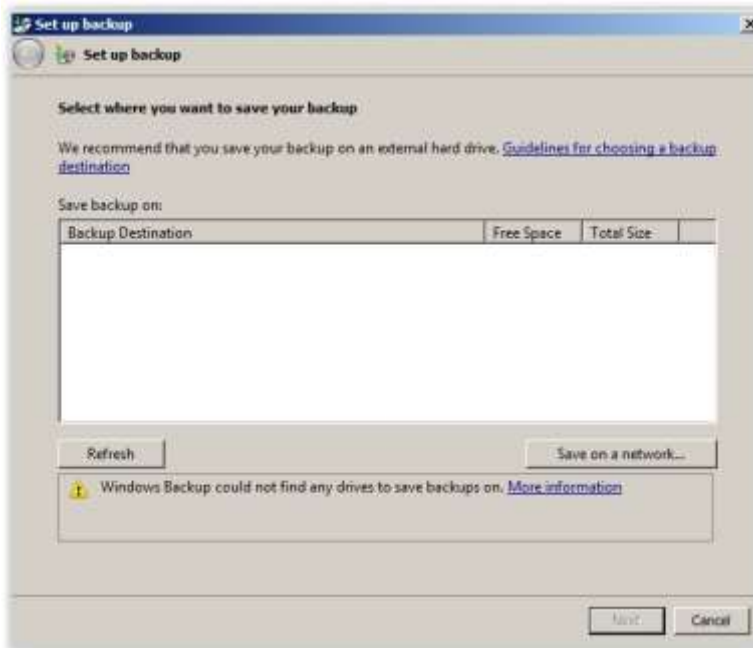 Set up backup
Set up backup
Select where you want to save your backup
We recommend that you save your backup on an external hard drive. Guidelines for choosing a backup
destination
Save backup on:
Backup Destination Free Space Total Size
Refresh Save on a network...
Windows Backup could not find any drives to save backups on. More information
Next Cancel